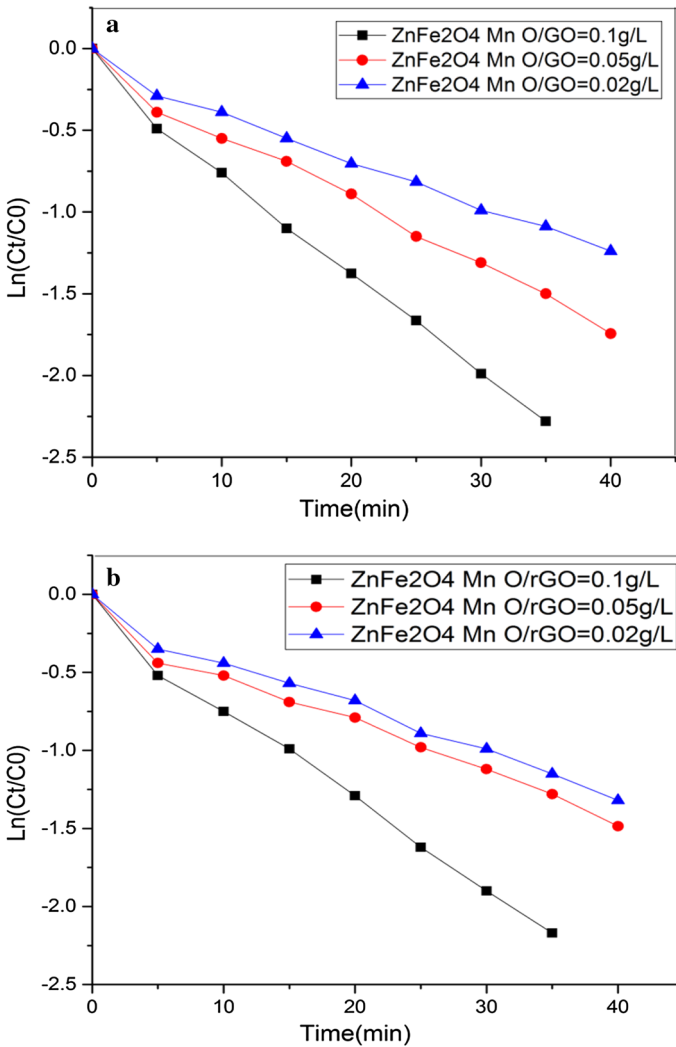 a
ZnFe2O4 Mn O/GO=0.1g/L
ZnFe2O4 Mn O/GO=0.05g/L
ZnFe2O4 Mn O/GO=0.02g/L
0.0
-0.5
-1.0
-1.5
-2.0
-2.5
Ln(Ct/C0)
0 10 20 30 40
Time(min)
b
ZnFe2O4 Mn O/rGO=0.1g/L
ZnFe2O4 Mn O/rGO=0.05g/L
ZnFe2O4 Mn O/rGO=0.02g/L
0.0
-0.5
-1.0
-1.5
-2.0
-2.5
Ln(Ct/C0)
0 10 20 30 40
Time(min)